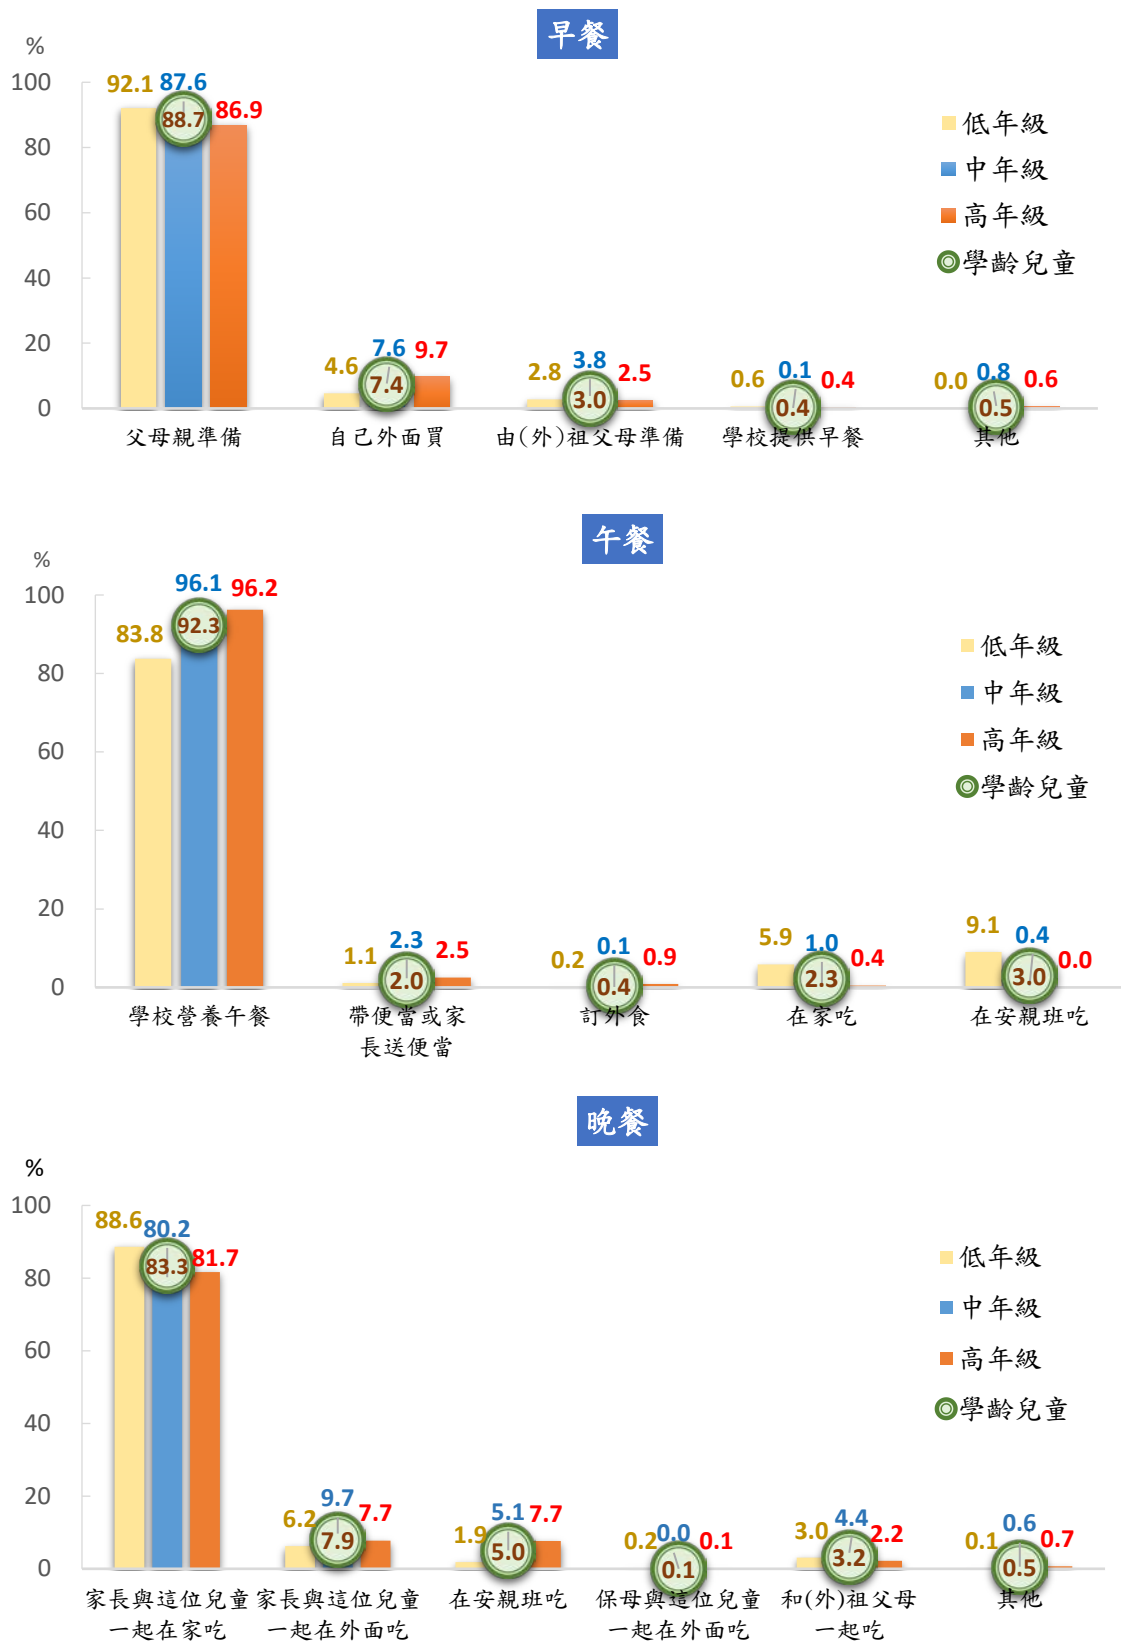 早餐
%
100
80
60
40
20
0
92.1 87.6 88.7 86.9
4.6 7.6 7.4 9.7
2.8 3.8 3.0 2.5
0.6 0.1 0.4 0.4
0.0 0.8 0.5 0.6
父母親準備
自己外面買
由(外)祖父母準備
學校提供早餐
其他
低年級
中年級
高年級
學齡兒童
午餐
%
100
80
60
40
20
0
83.8 96.1 92.3 96.2
1.1 2.3 2.0 2.5
0.2 0.1 0.4 0.9
5.9 1.0 2.3 0.4
9.1 0.4 3.0 0.0
學校營養午餐
帶便當或家
長送便當
訂外食
在家吃
在安親班吃
低年級
中年級
高年級
學齡兒童
晚餐
%
100
80
60
40
20
0
88.6 80.2 83.3 81.7
6.2 9.7 7.9 7.7
1.9 5.1 5.0 7.7
0.2 0.0 0.1 0.1
3.0 4.4 3.2 2.2
0.1 0.6 0.5 0.7
家長與這位兒童
一起在家吃
家長與這位兒童
一起在外面吃
在安親班吃
保母與這位兒童
一起在外面吃
和(外)祖父母
一起吃
其他
低年級
中年級
高年級
學齡兒童